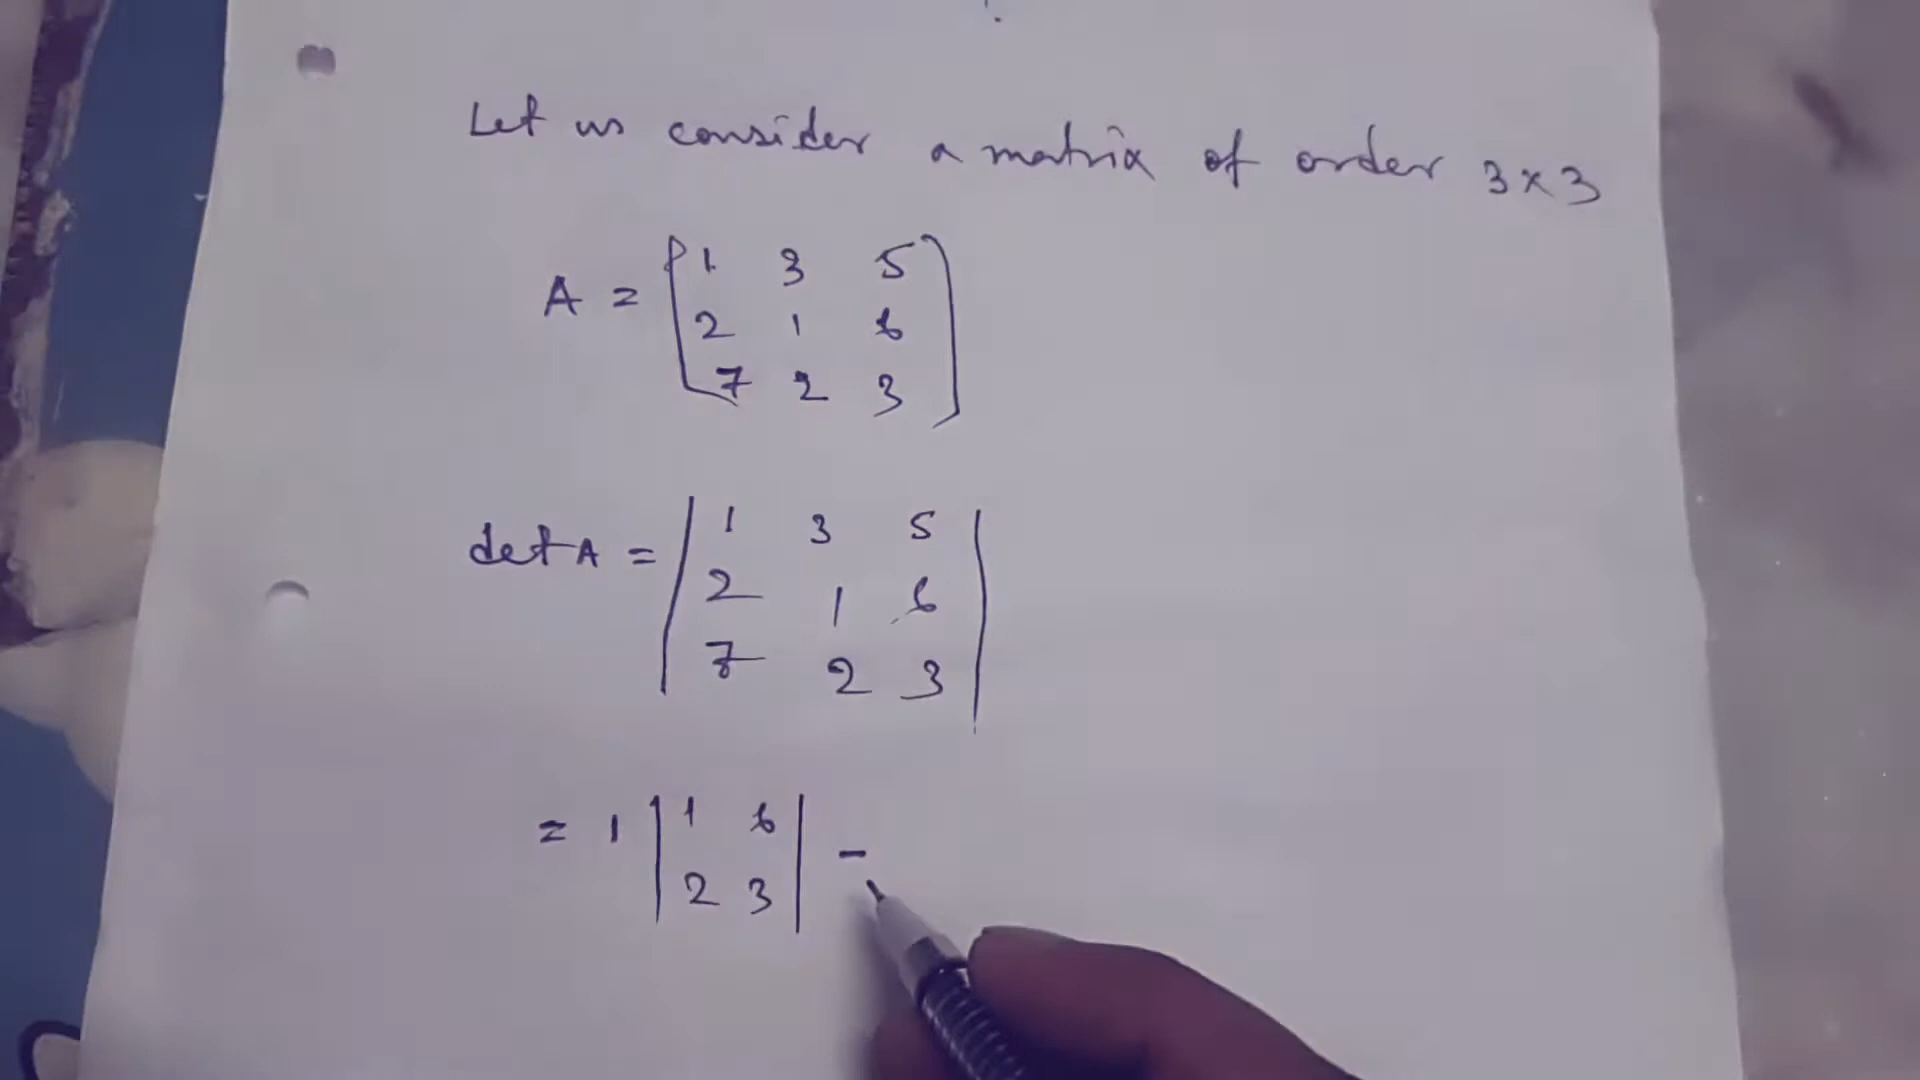 Let us consider a matrix of order 3×3
A = [1 3 5
2 1 6
7 2 3]
det A = |1 3 5
2 1 6
7 2 3|
= 1 |1 6
2 3| -